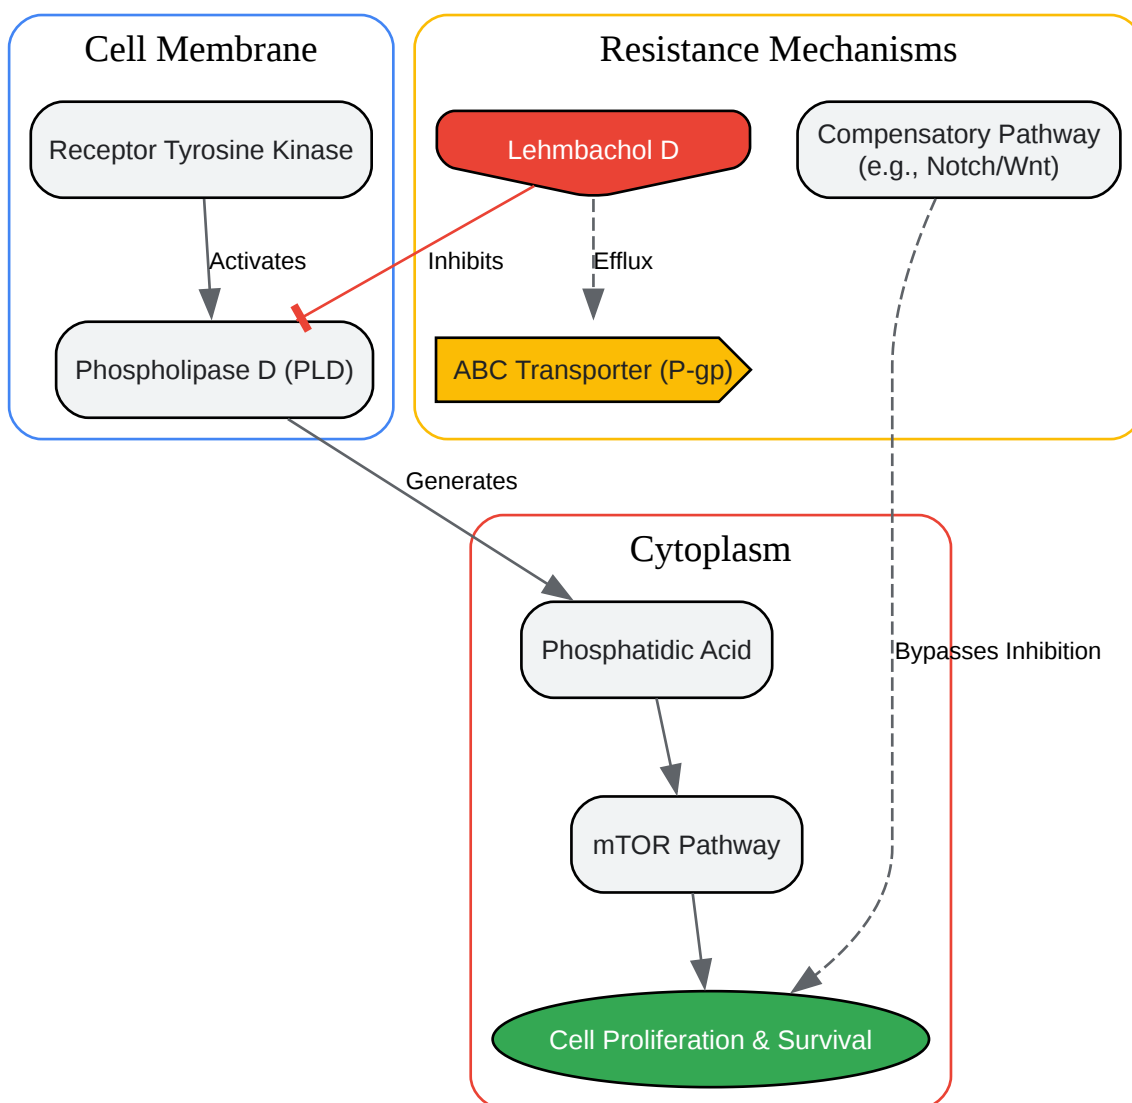 Cell Membrane
Receptor Tyrosine Kinase
Activates
Phospholipase D (PLD)
Resistance Mechanisms
Lehmbachol D
Compensatory Pathway
(e.g., Notch/Wnt)
Inhibits
Efflux
ABC Transporter (P-gp)
Generates
Cytoplasm
Phosphatidic Acid
Bypasses Inhibition
mTOR Pathway
Cell Proliferation & Survival